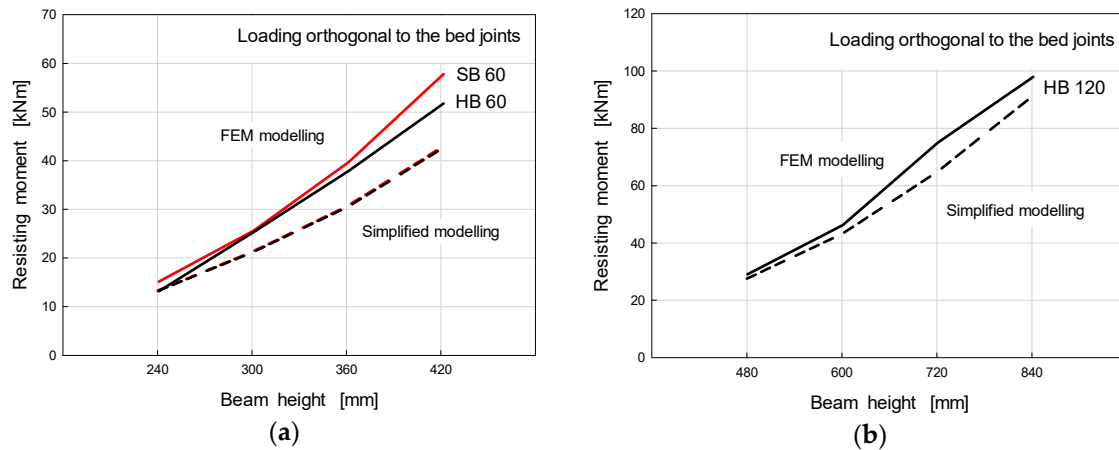 70
60
50
40
30
20
10
0
Resisting moment [kNm]
Loading orthogonal to the bed joints
SB 60
HB 60
FEM modelling
Simplified modelling
240
300
360
420
Beam height [mm]
(a)
120
100
80
60
40
20
0
Resisting moment [kNm]
Loading orthogonal to the bed joints
HB 120
FEM modelling
Simplified modelling
480
600
720
840
Beam height [mm]
(b)